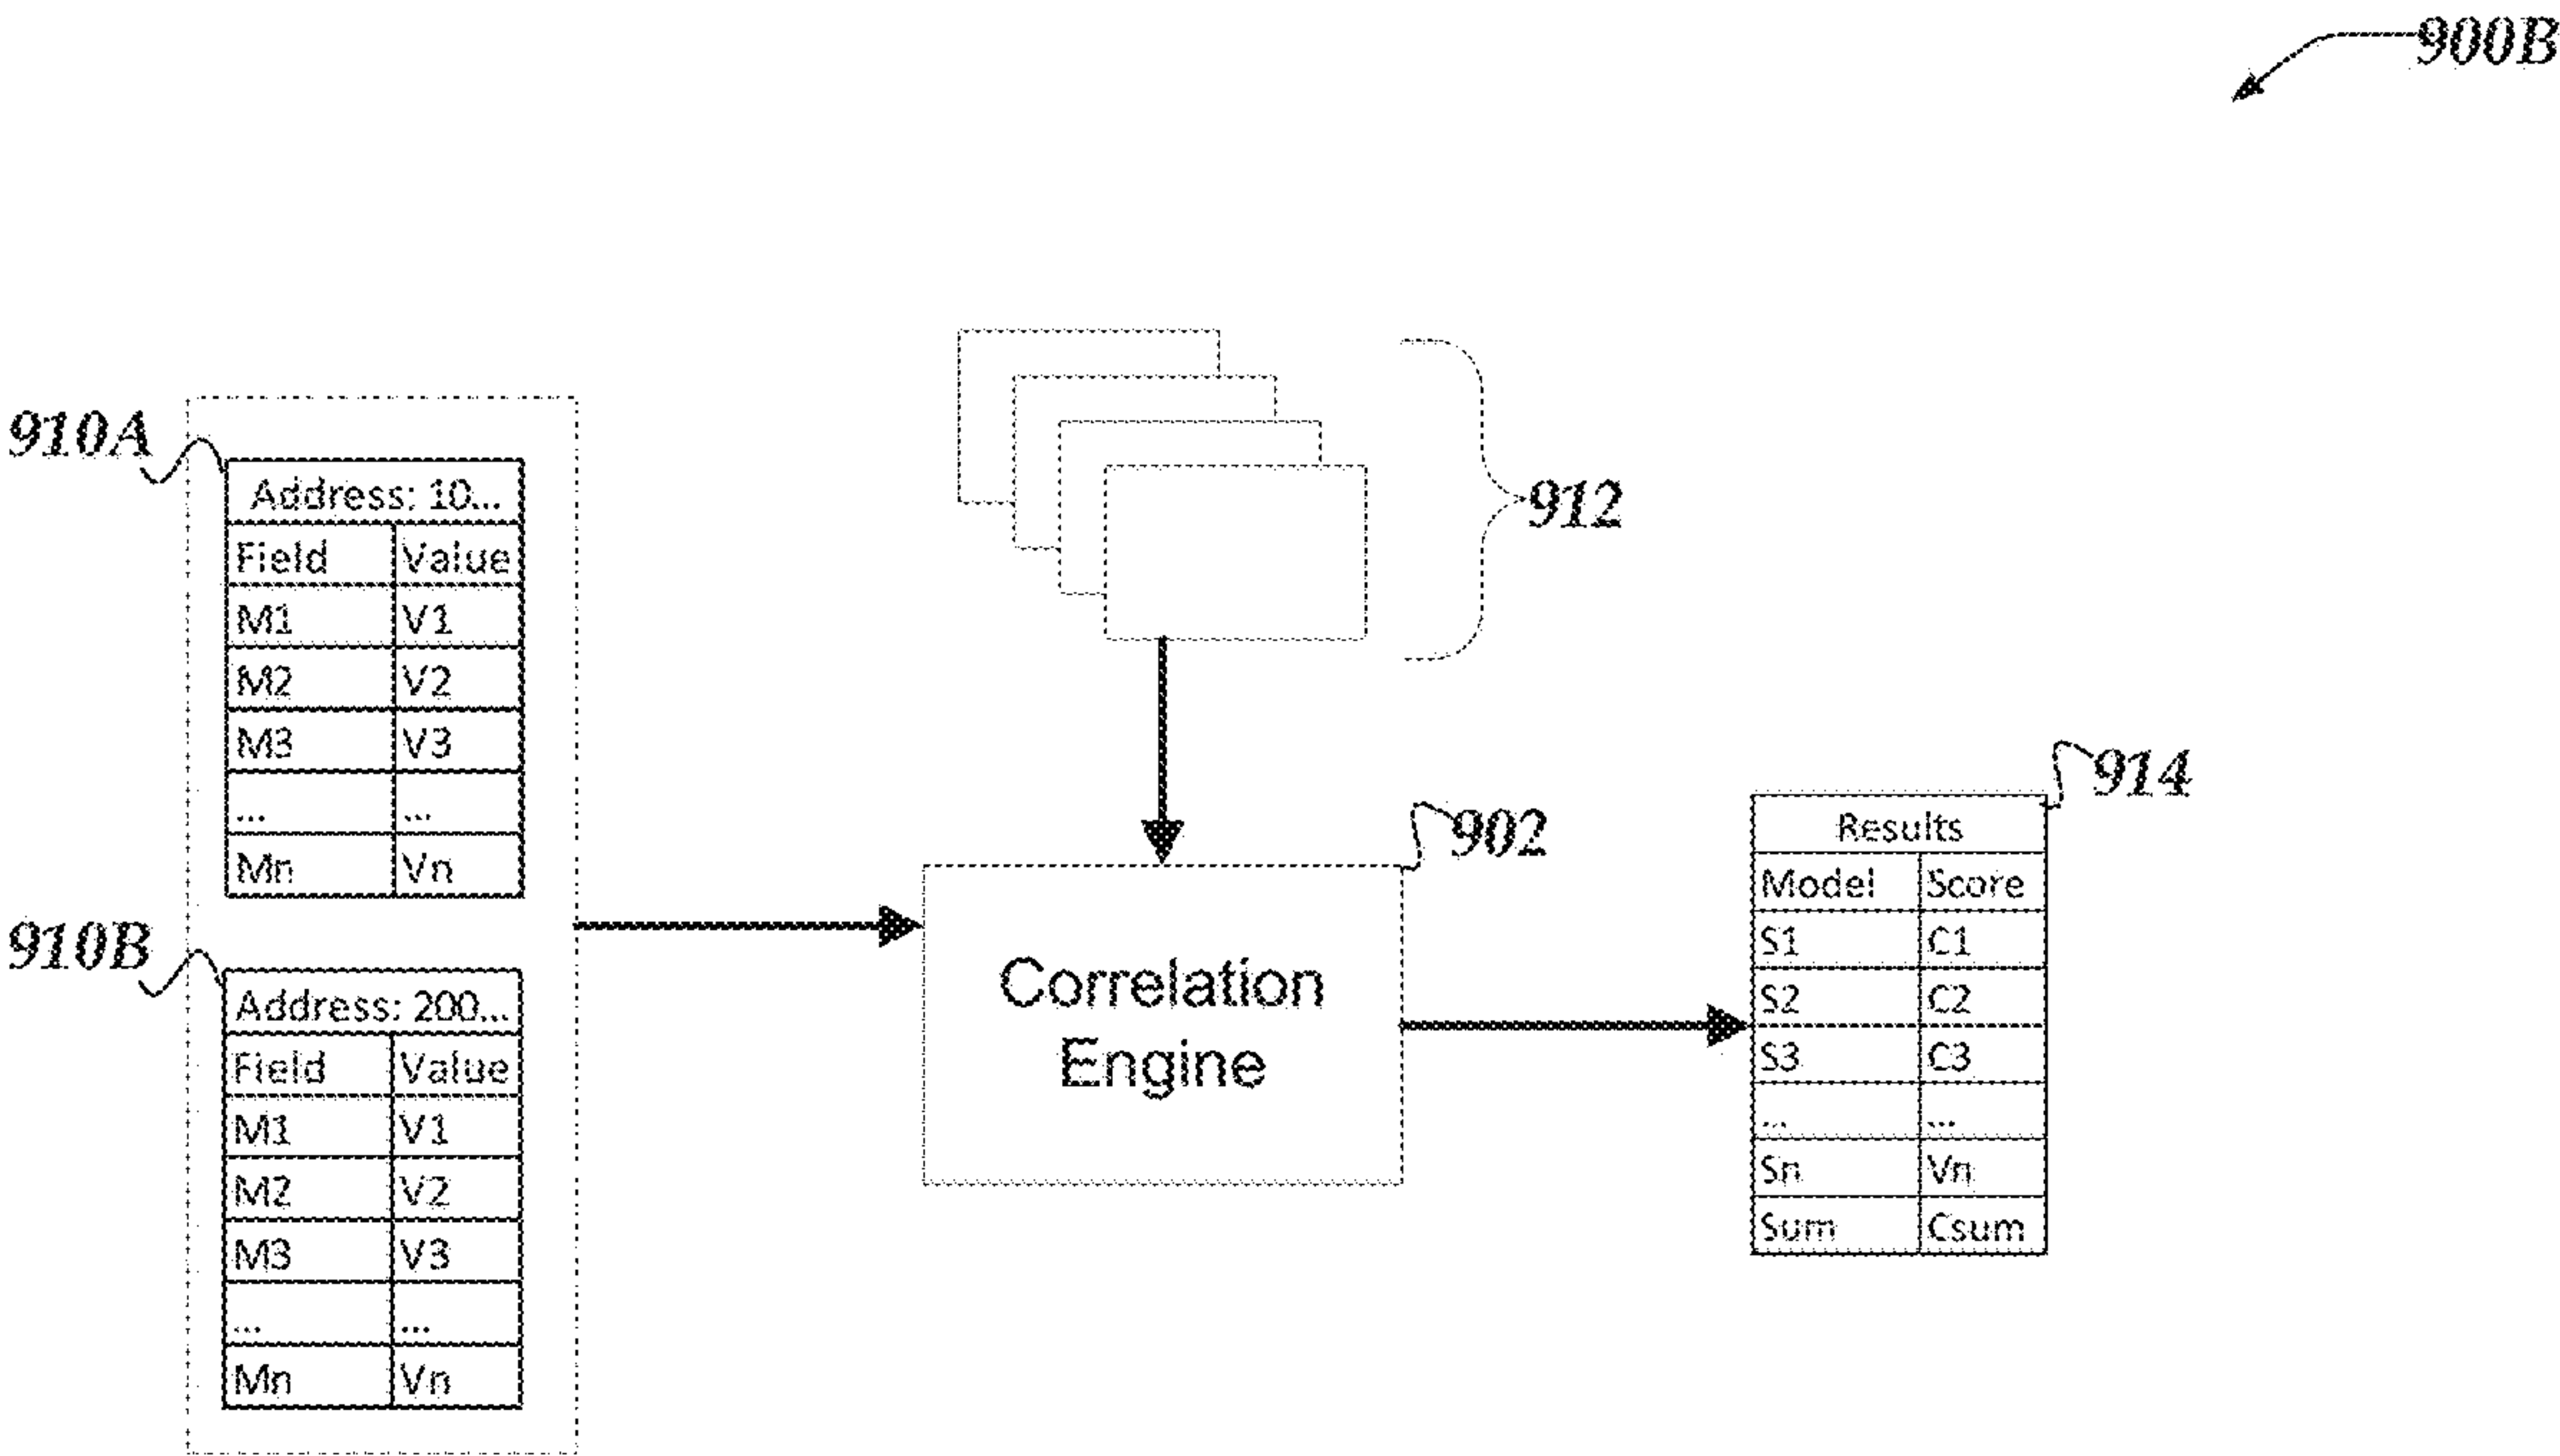 900B
910A
Address: 10...
Field Value
M1 V1
M2 V2
M3 V3
... ...
Mn Vn
910B
Address: 200...
Field Value
M1 V1
M2 V2
M3 V3
... ...
Mn Vn
912
902
Correlation
Engine
914
Results
Model Score
S1 C1
S2 C2
S3 C3
... ...
Sn Vn
Sum Csum